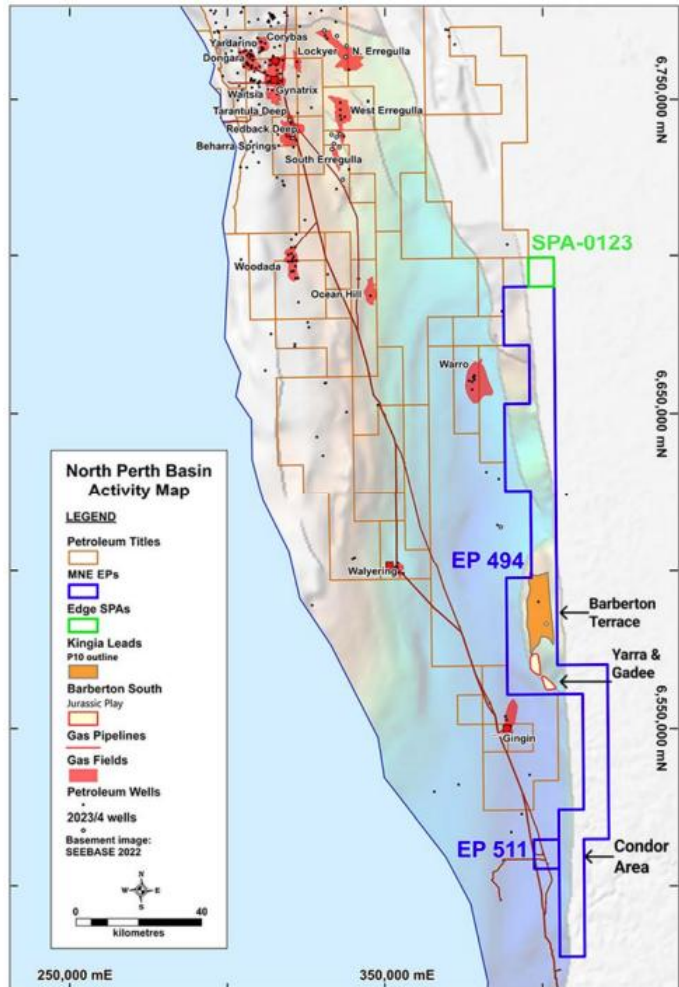 Yardarino
Corybas
Lockyer
N. Erregulla
Dongara
Waitsia
Gynatrix
Tarantula Deep
West Erregulla
Redback Deep
Beharra Springs
South Erregulla
6,750,000 mN
SPA-0123
Woodada
Ocean Hill
Warro
6,650,000 mN
North Perth Basin
Activity Map
LEGEND
Petroleum Titles
MNE EPs
Edge SPAs
Kingia Leads
P10 outline
Barberton South
Jurassic Play
Gas Pipelines
Gas Fields
Petroleum Wells
2023/4 wells
Basement image:
SEEBASE 2022
N
W
E
S
0
20
40
kilometres
EP 494
Walyering
Barberton
Terrace
Yarra &
Gadee
6,550,000 mN
Gingin
EP 511
Condor
Area
250,000 mE
350,000 mE